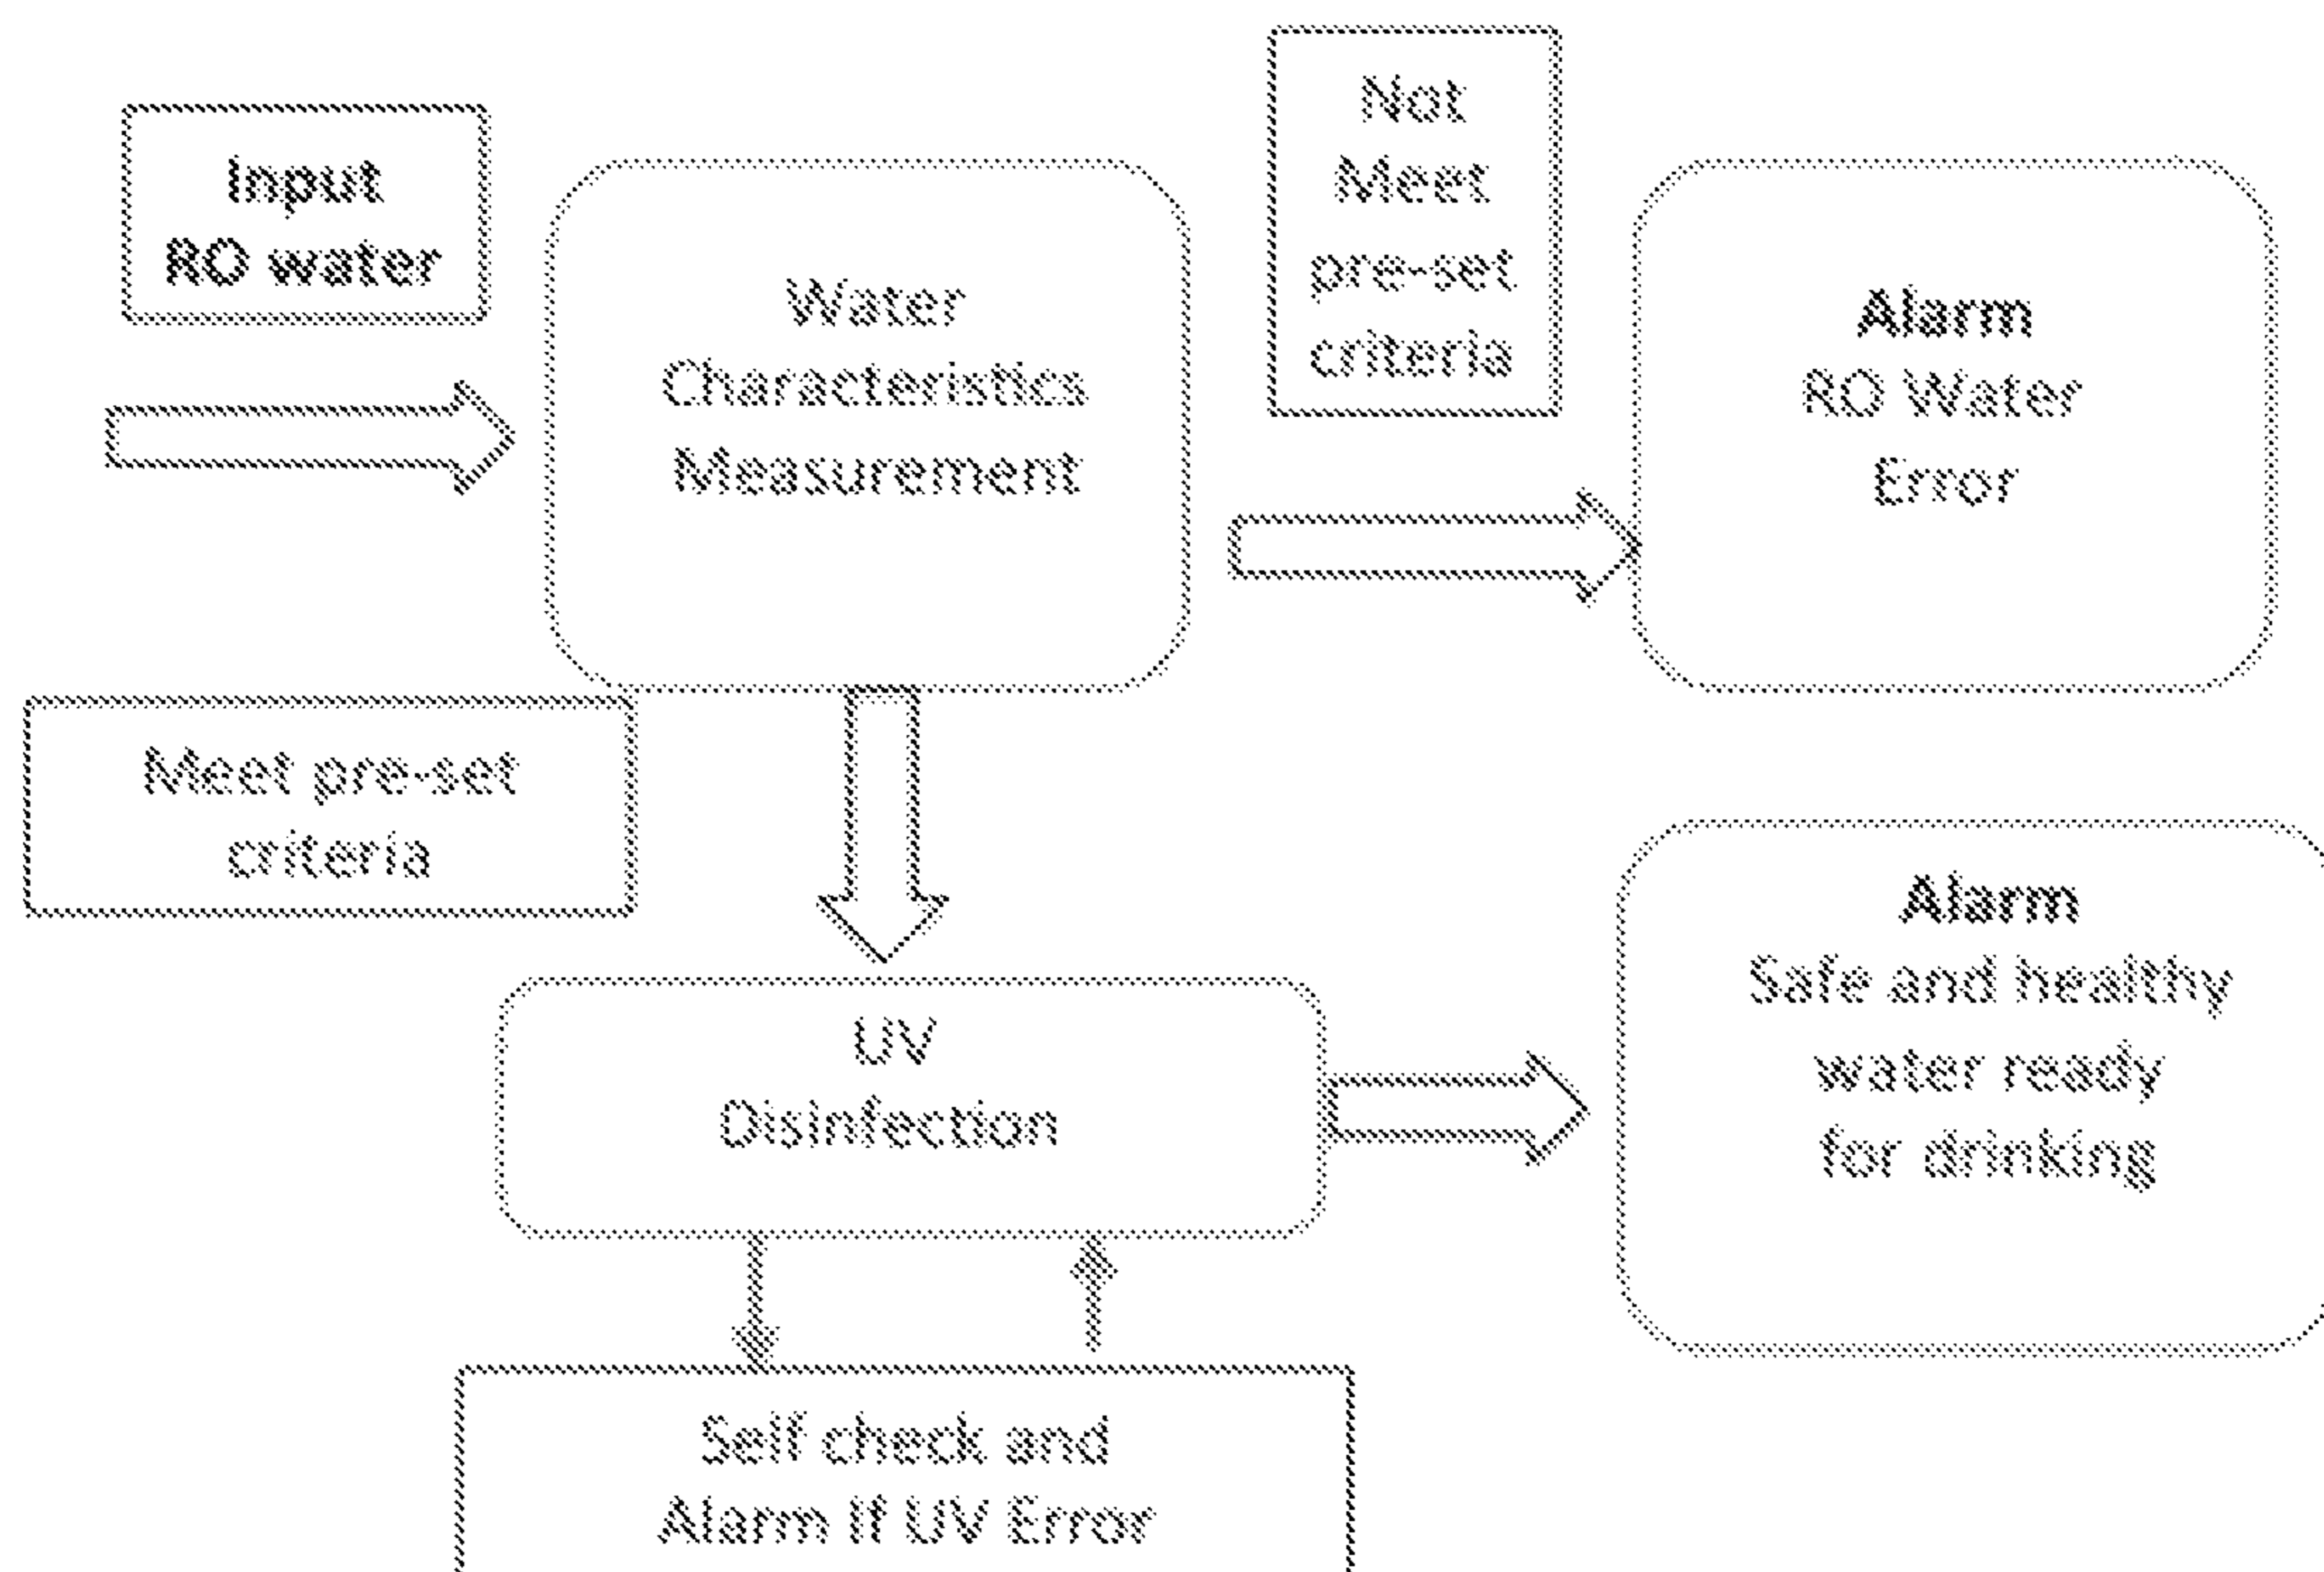 Input
RO water
Water
Characteristics
Measurement
Not
Meet
pre-set
criteria
Alarm
RO Water
Error
Meet pre-set
criteria
UV
Disinfection
Alarm
Safe and healthy
water ready
for drinking
Self check and
Alarm If UV Error